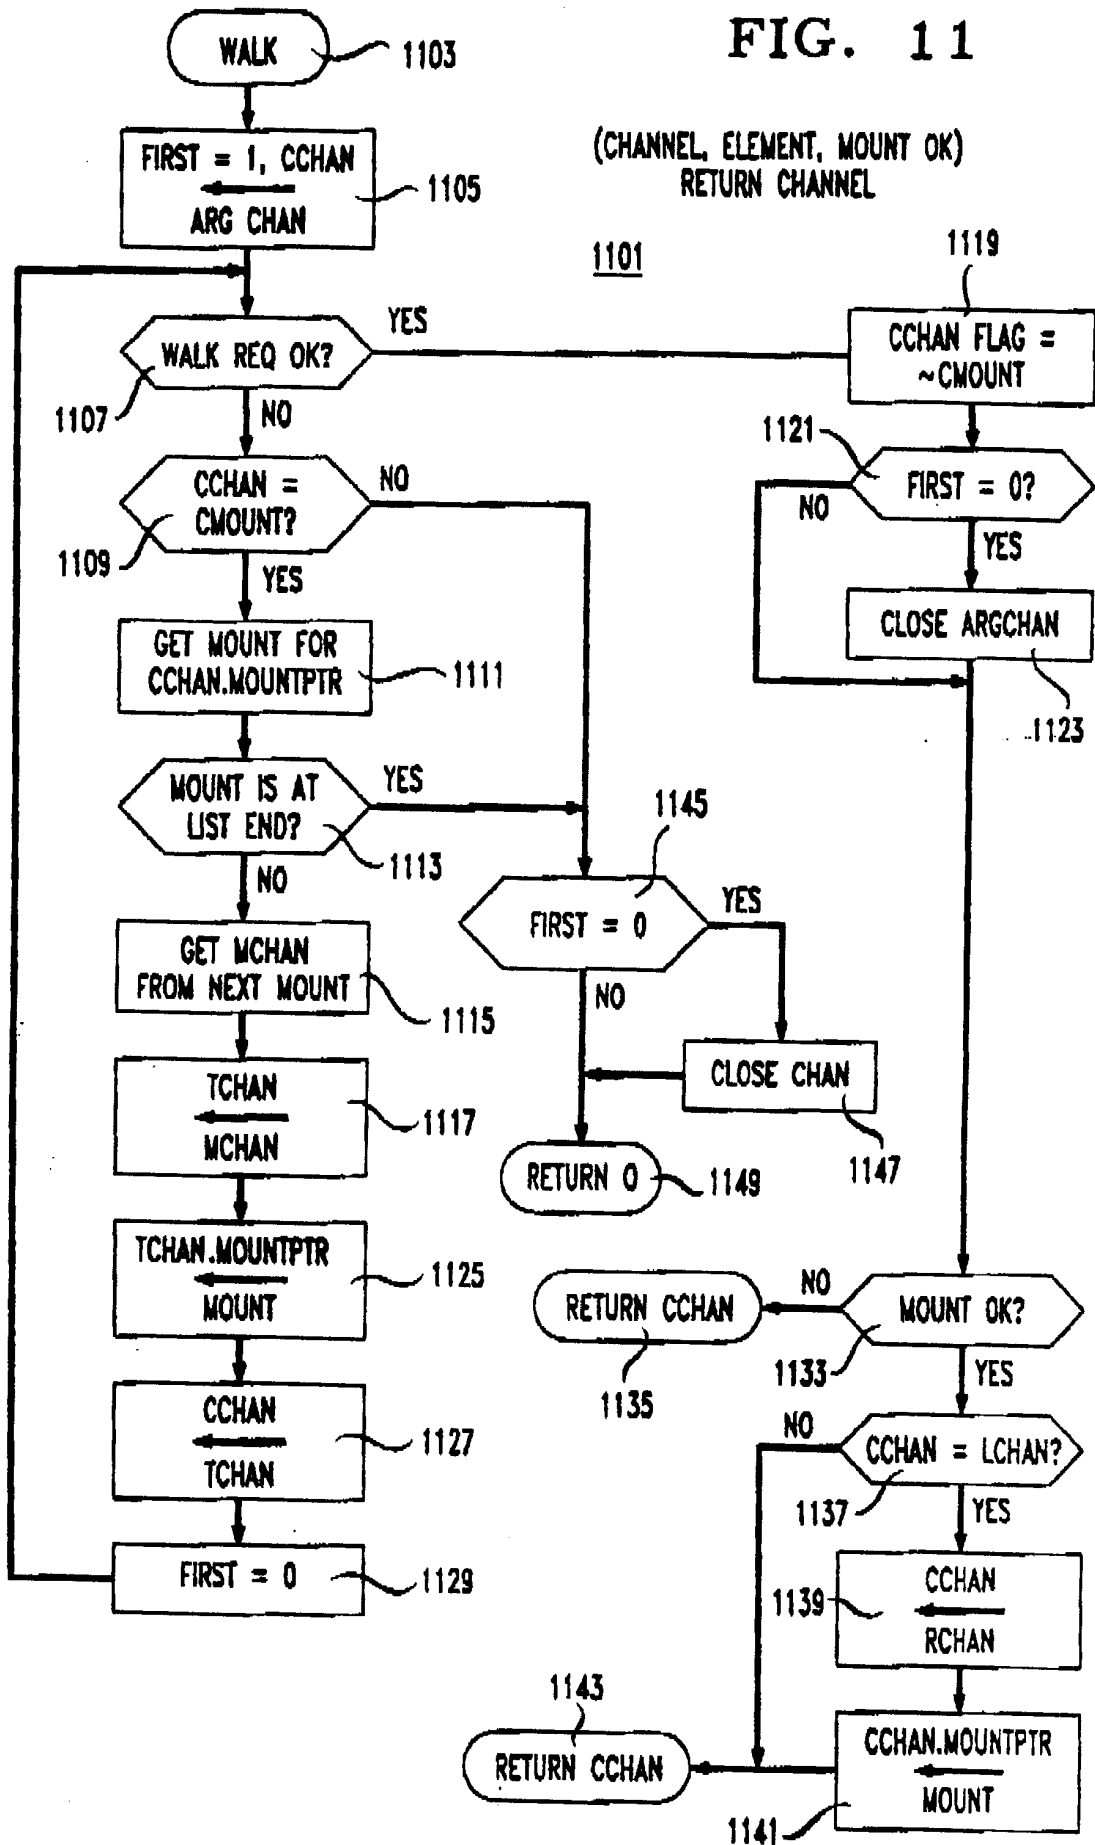 FIG. 11
WALK
1103
FIRST = 1, CCHAN
ARG CHAN
1105
(CHANNEL, ELEMENT, MOUNT OK)
RETURN CHANNEL
1101
WALK REQ OK?
1107
YES
NO
1119
CCHAN FLAG =
~CMOUNT
CCHAN =
CMOUNT?
1109
NO
YES
1121
FIRST = 0?
NO
YES
GET MOUNT FOR
CCHAN.MOUNTPTR
1111
CLOSE ARGCHAN
1123
MOUNT IS AT
LIST END?
1113
YES
NO
1145
FIRST = 0
YES
NO
GET MCHAN
FROM NEXT MOUNT
1115
CLOSE CHAN
1147
TCHAN
MCHAN
1117
RETURN 0
1149
TCHAN.MOUNTPTR
MOUNT
1125
RETURN CCHAN
1135
NO
MOUNT OK?
1133
YES
CCHAN
TCHAN
1127
NO
CCHAN = LCHAN?
1137
YES
FIRST = 0
1129
1139
CCHAN
RCHAN
1143
RETURN CCHAN
CCHAN.MOUNTPTR
MOUNT
1141